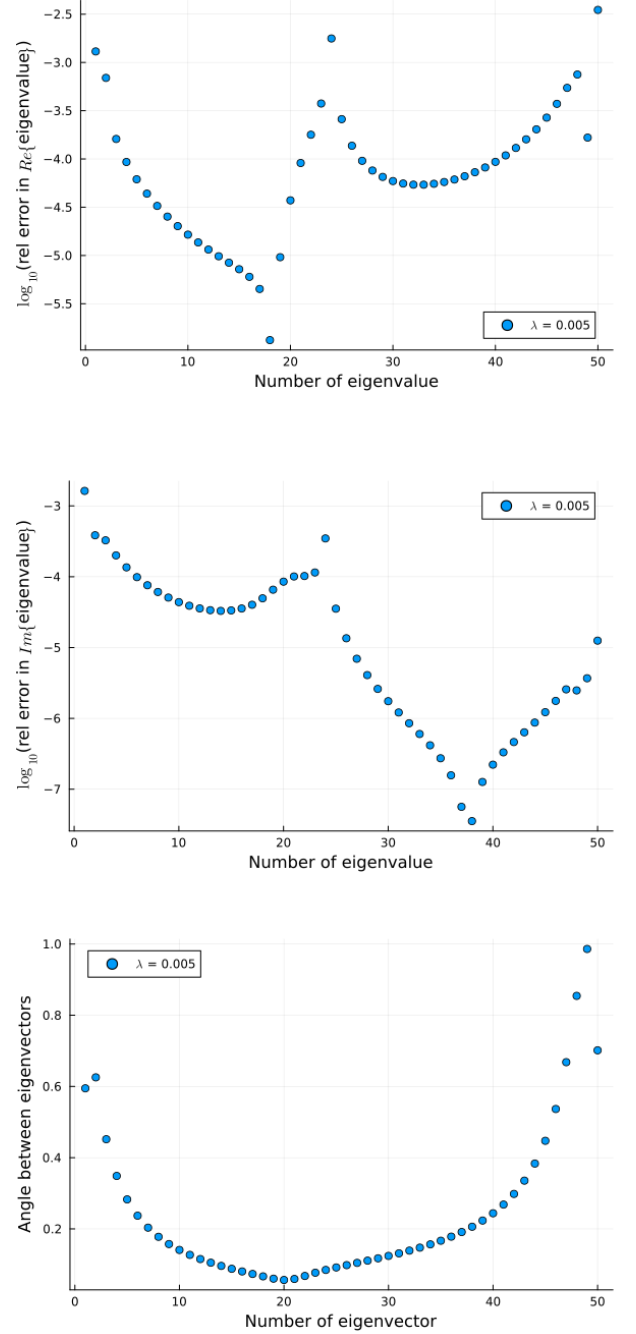 −2.5
−3.0
−3.5
−4.0
−4.5
−5.0
−5.5
log₁₀(rel error in Re{eigenvalue})
λ = 0.005
0 10 20 30 40 50
Number of eigenvalue
−3
−4
−5
−6
−7
log₁₀(rel error in Im{eigenvalue})
λ = 0.005
0 10 20 30 40 50
Number of eigenvalue
1.0
0.8
0.6
0.4
0.2
Angle between eigenvectors
λ = 0.005
0 10 20 30 40 50
Number of eigenvector